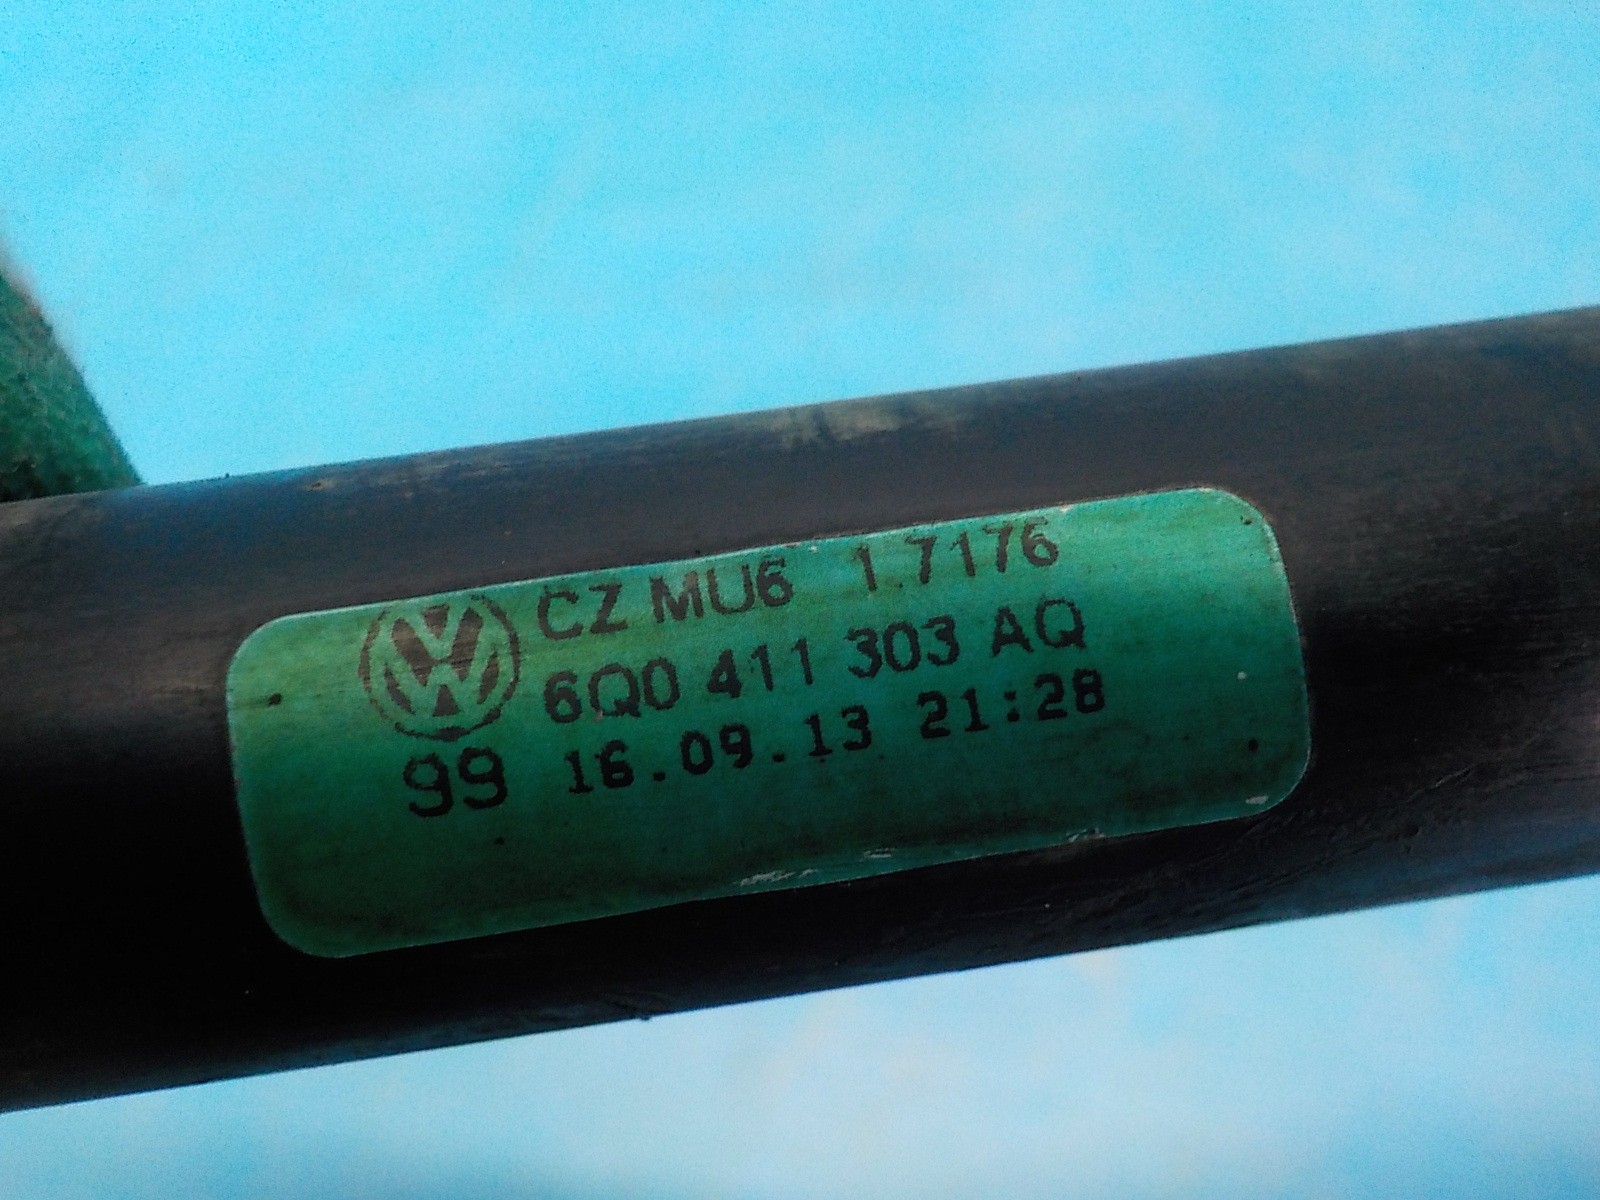 CZ MU6 1.7176
6Q0 411 303 AQ
99 16.09.13 21:28